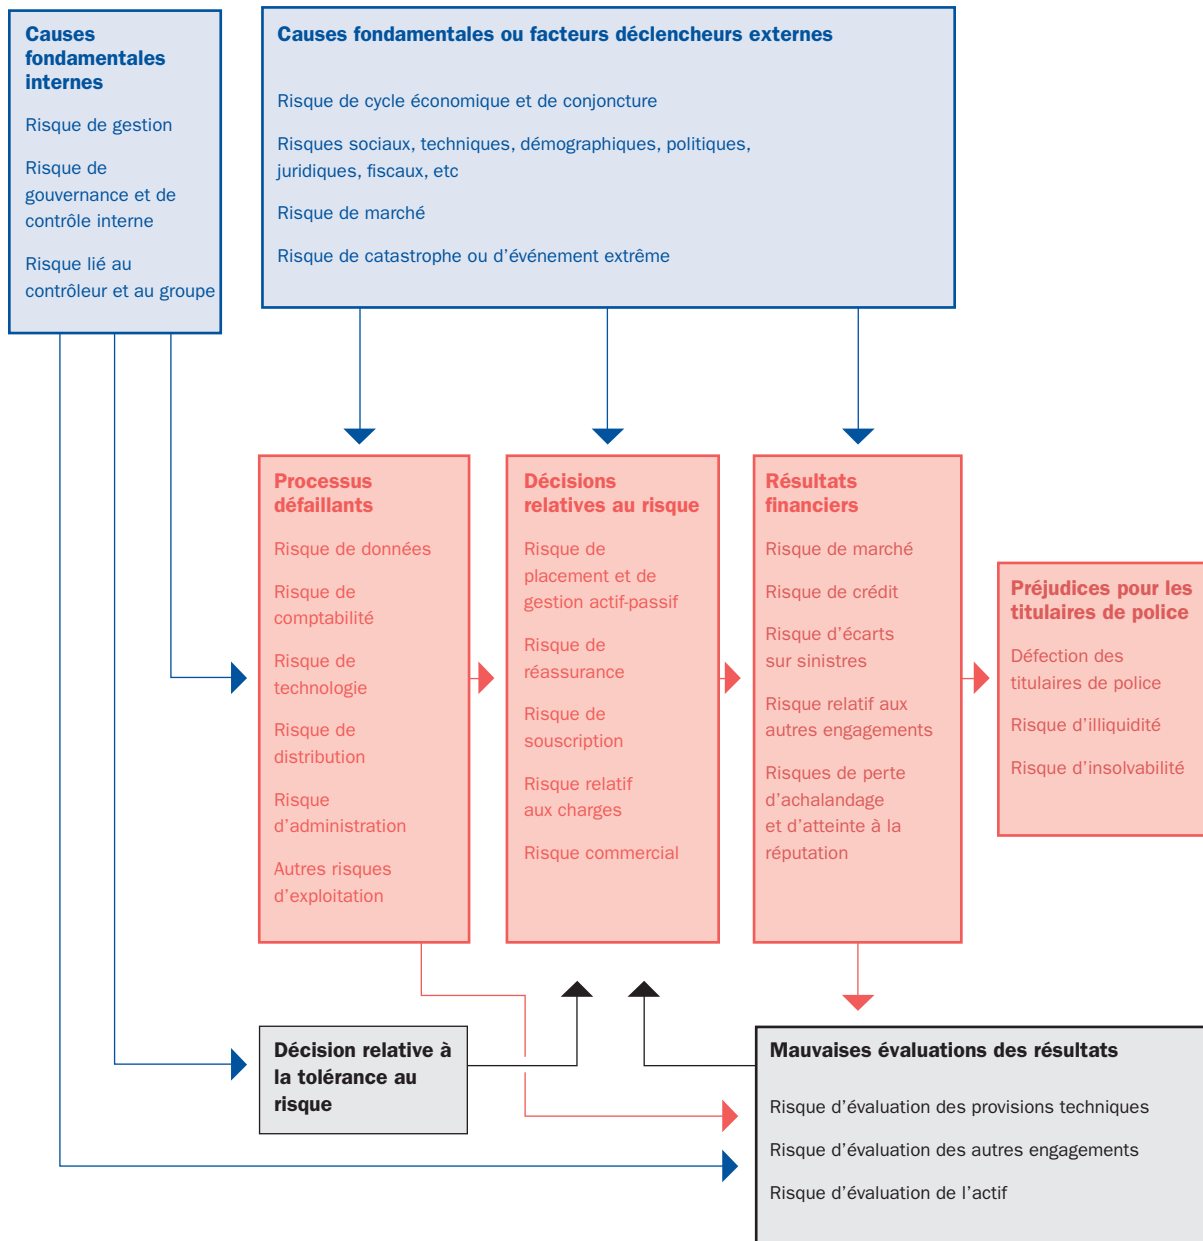 Causes
fondamentales
internes
Risque de gestion
Risque de
gouvernance et de
contrôle interne
Risque lié au
contrôleur et au groupe
Causes fondamentales ou facteurs déclencheurs externes
Risque de cycle économique et de conjoncture
Risques sociaux, techniques, démographiques, politiques,
juridiques, fiscaux, etc
Risque de marché
Risque de catastrophe ou d’événement extrême
Processus
défaillants
Risque de données
Risque de
comptabilité
Risque de
technologie
Risque de
distribution
Risque
d’administration
Autres risques
d’exploitation
Décisions
relatives au risque
Risque de
placement et de
gestion actif-passif
Risque de
réassurance
Risque de
souscription
Risque relatif
aux charges
Risque commercial
Résultats
financiers
Risque de marché
Risque de crédit
Risque d’écarts
sur sinistres
Risque relatif aux
autres engagements
Risques de perte
d’achalandage
et d’atteinte à la
réputation
Préjudices pour les
titulaires de police
Défection des
titulaires de police
Risque d’illiquidité
Risque d’insolvabilité
Décision relative à
la tolérance au
risque
Mauvaises évaluations des résultats
Risque d’évaluation des provisions techniques
Risque d’évaluation des autres engagements
Risque d’évaluation de l’actif